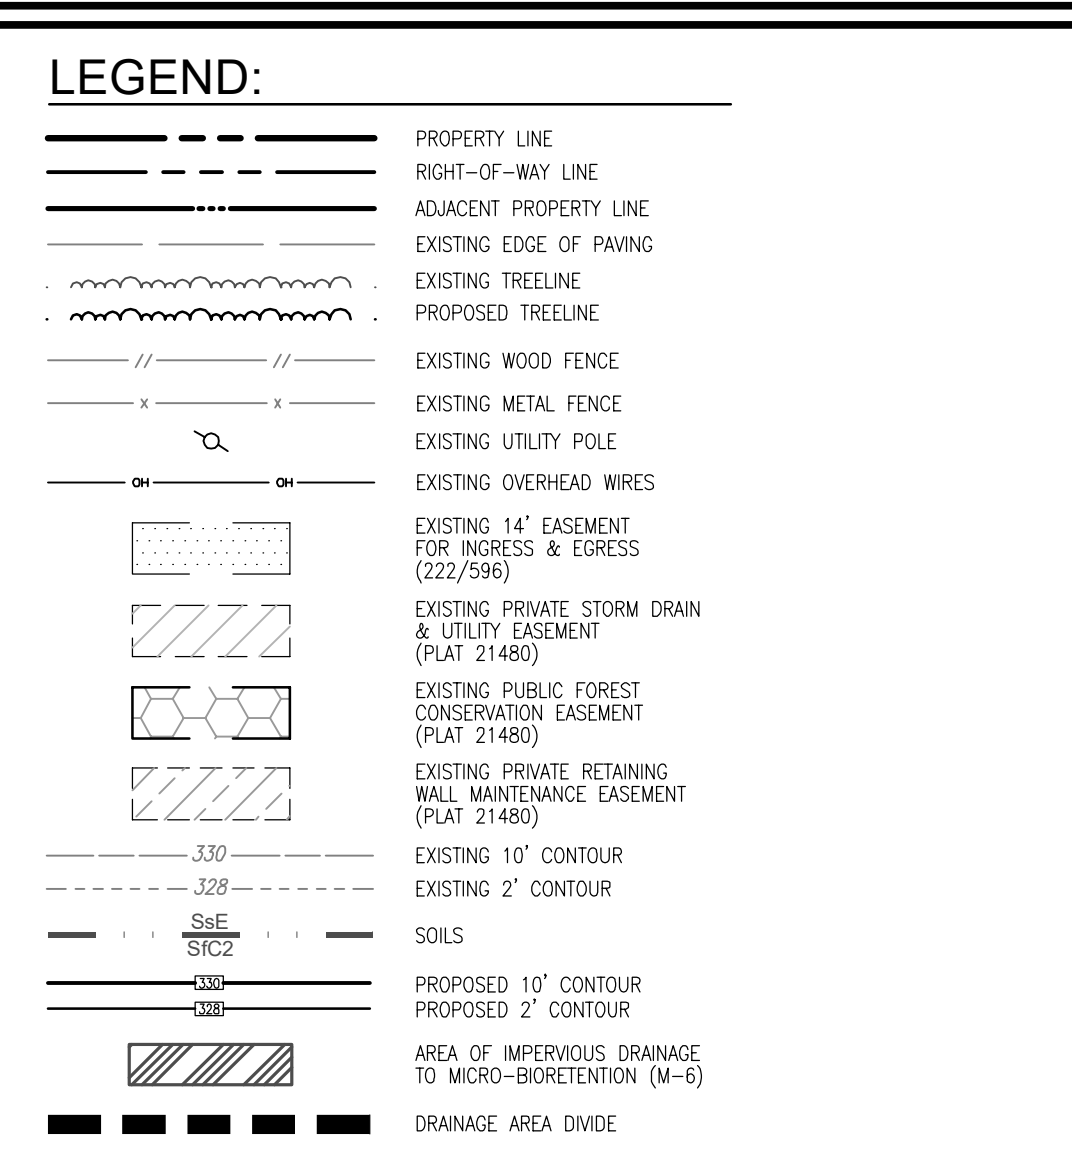 LEGEND:
PROPERTY LINE
RIGHT-OF-WAY LINE
ADJACENT PROPERTY LINE
EXISTING EDGE OF PAVING
EXISTING TREELINE
PROPOSED TREELINE
// // EXISTING WOOD FENCE
x x EXISTING METAL FENCE
EXISTING UTILITY POLE
OH OH EXISTING OVERHEAD WIRES
EXISTING 14' EASEMENT
FOR INGRESS & EGRESS
(222/596)
EXISTING PRIVATE STORM DRAIN
& UTILITY EASEMENT
(PLAT 21480)
EXISTING PUBLIC FOREST
CONSERVATION EASEMENT
(PLAT 21480)
EXISTING PRIVATE RETAINING
WALL MAINTENANCE EASEMENT
(PLAT 21480)
330 EXISTING 10' CONTOUR
328 EXISTING 2' CONTOUR
SsE
SfC2
SOILS
330 PROPOSED 10' CONTOUR
328 PROPOSED 2' CONTOUR
AREA OF IMPERVIOUS DRAINAGE
TO MICRO-BIORETENTION (M-6)
DRAINAGE AREA DIVIDE